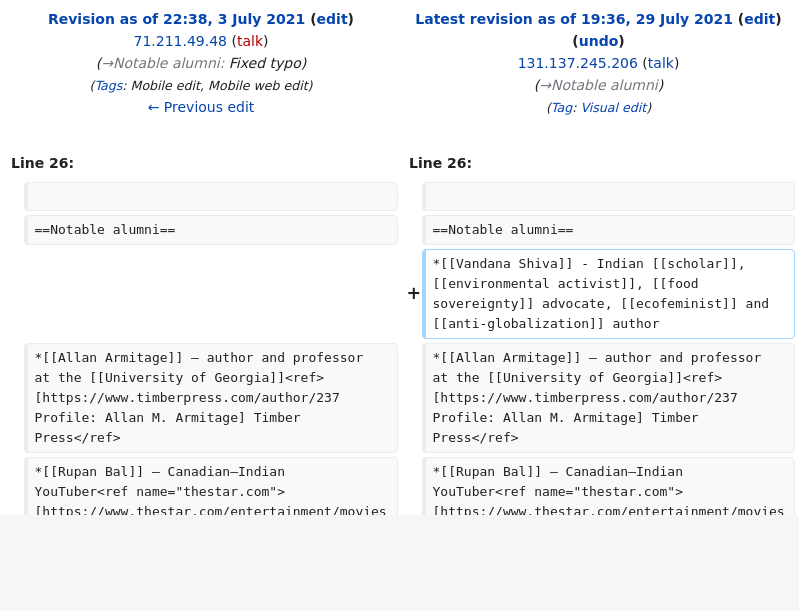 Revision as of 22:38, 3 July 2021 (edit)
71.211.49.48 (talk)
(→Notable alumni: Fixed typo)
(Tags: Mobile edit, Mobile web edit)
← Previous edit
Latest revision as of 19:36, 29 July 2021 (edit)
(undo)
131.137.245.206 (talk)
(→Notable alumni)
(Tag: Visual edit)
Line 26:
Line 26:
==Notable alumni==
==Notable alumni==
+
*[[Vandana Shiva]] - Indian [[scholar]],
[[environmental activist]], [[food
sovereignty]] advocate, [[ecofeminist]] and
[[anti-globalization]] author
*[[Allan Armitage]] – author and professor
at the [[University of Georgia]]<ref>
[https://www.timberpress.com/author/237
Profile: Allan M. Armitage] Timber
Press</ref>
*[[Allan Armitage]] – author and professor
at the [[University of Georgia]]<ref>
[https://www.timberpress.com/author/237
Profile: Allan M. Armitage] Timber
Press</ref>
*[[Rupan Bal]] – Canadian–Indian
YouTuber<ref name="thestar.com">
[https://www.thestar.com/entertainment/movies
*[[Rupan Bal]] – Canadian–Indian
YouTuber<ref name="thestar.com">
[https://www.thestar.com/entertainment/movies